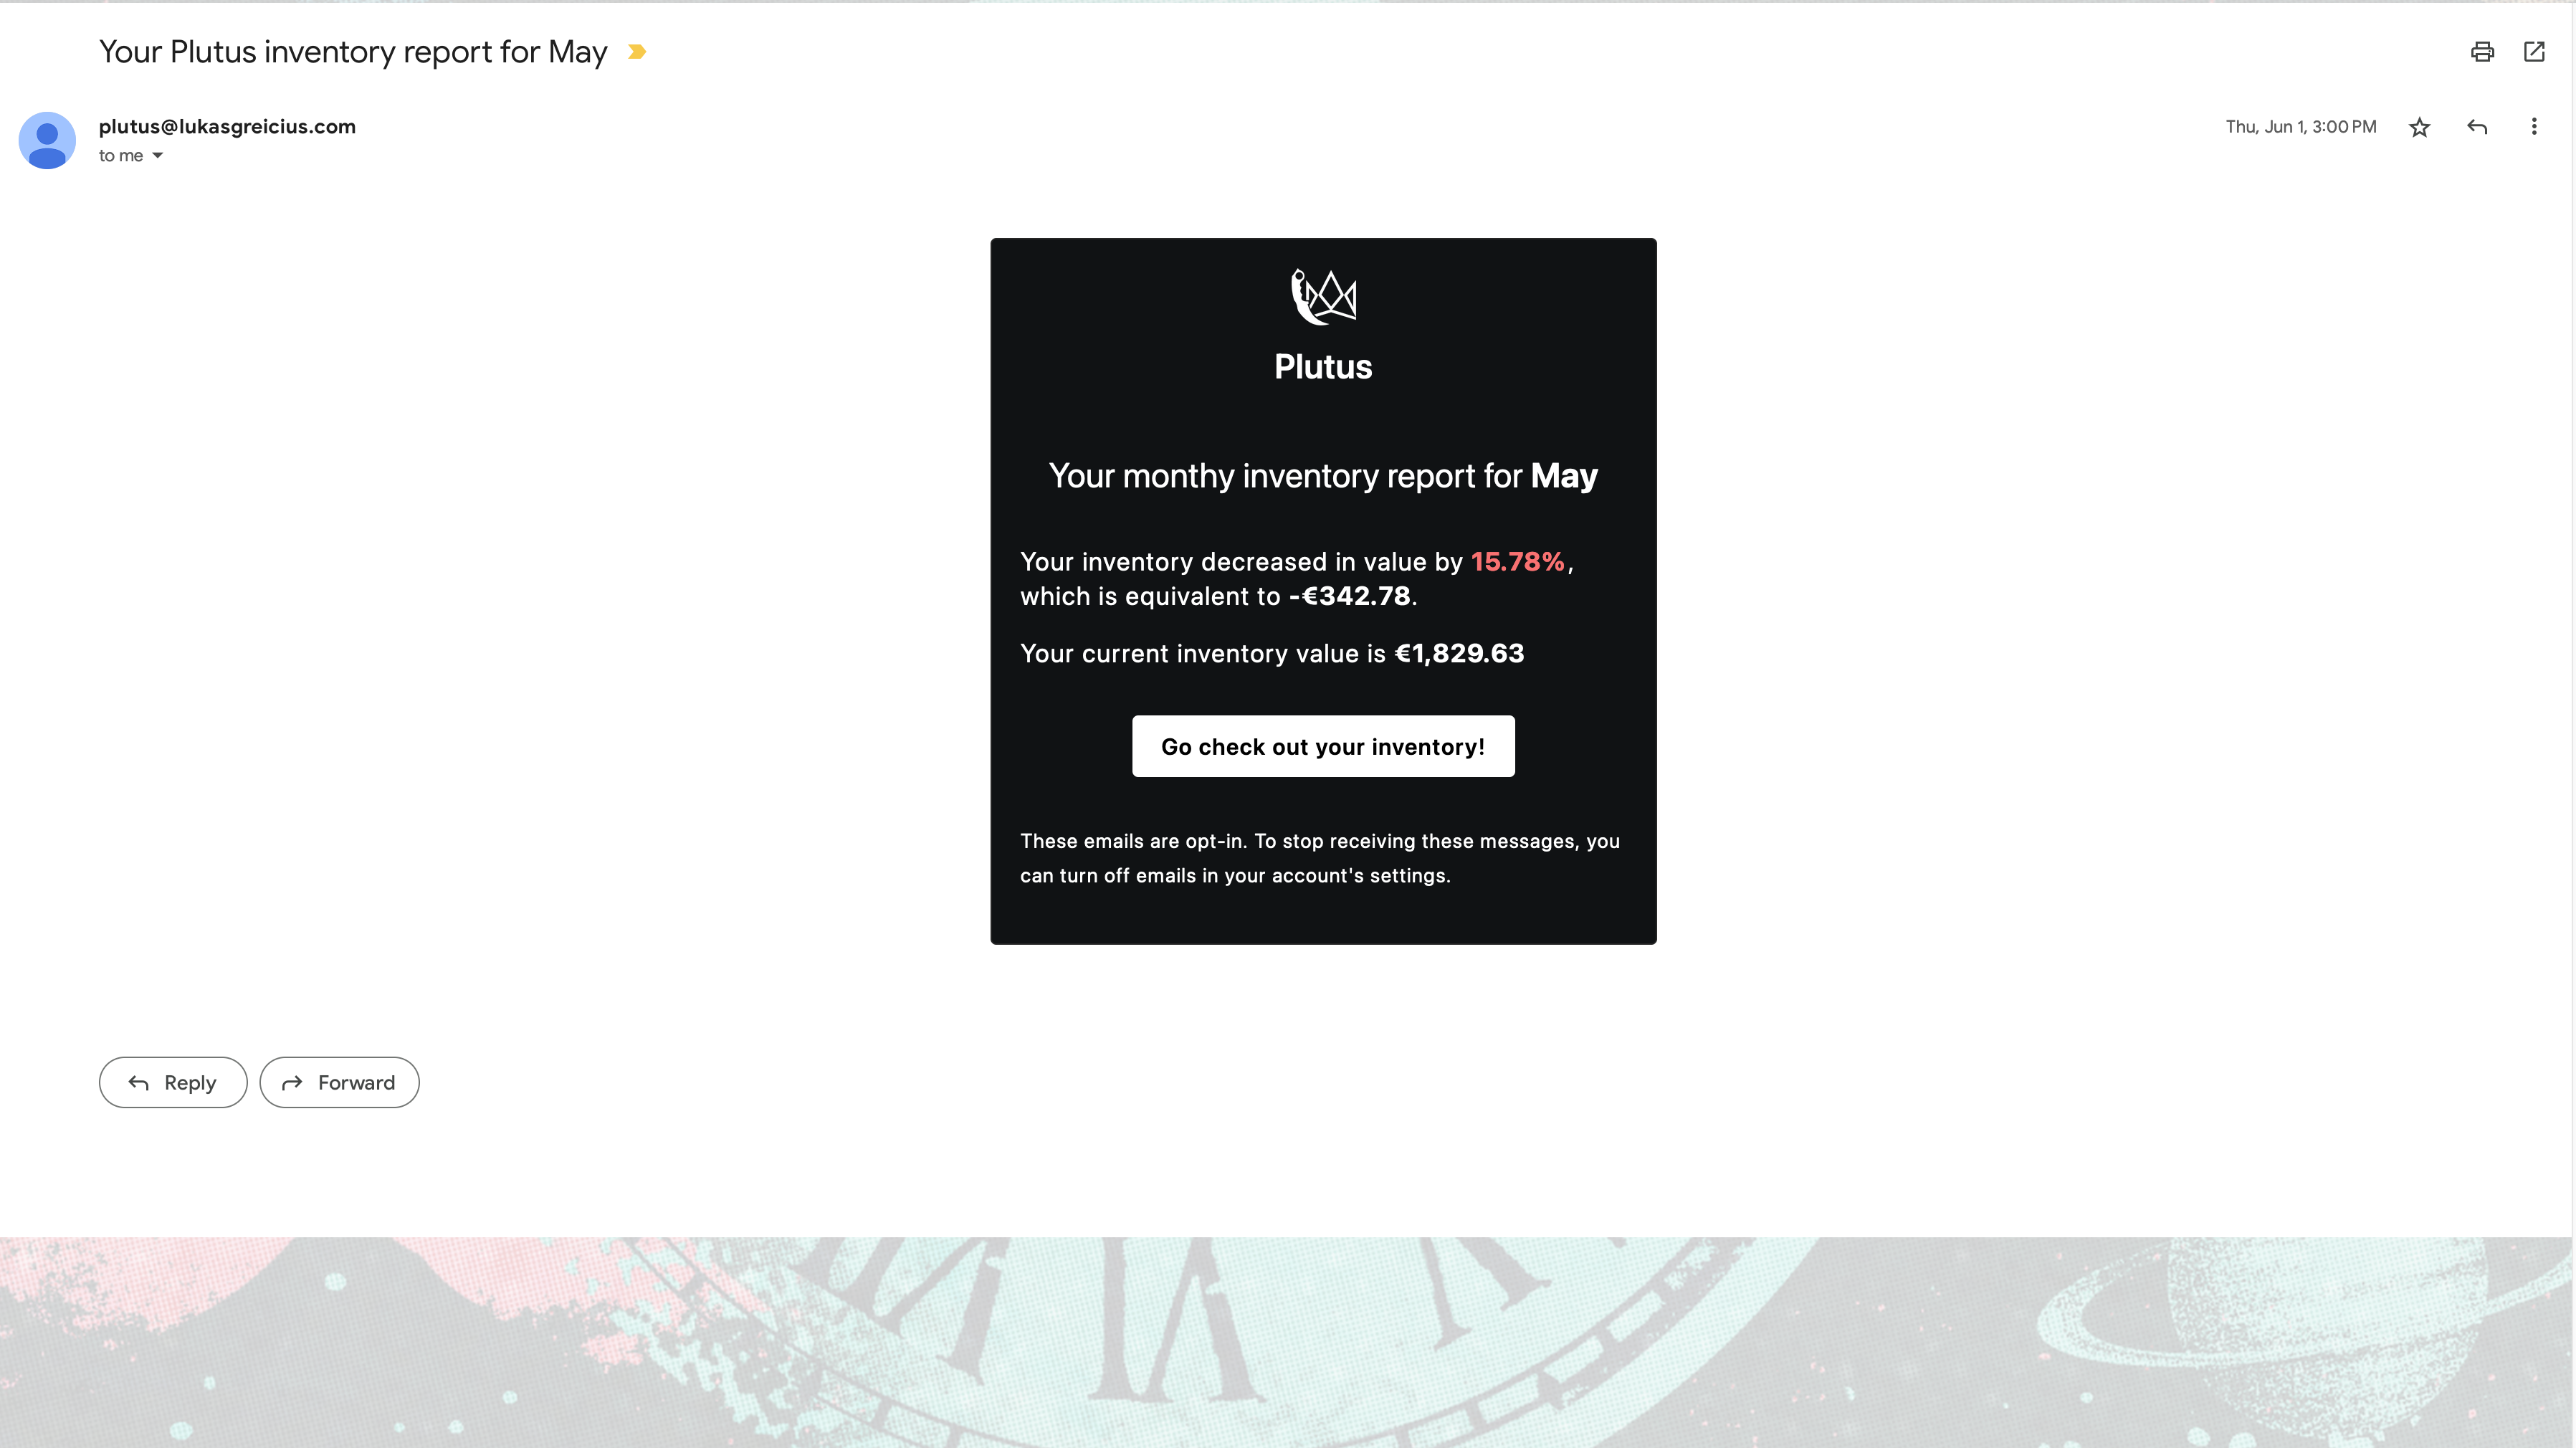 Your Plutus inventory report for May
plutus@lukasgreicius.com
to me
Thu, Jun 1, 3:00 PM
Plutus
Your monthy inventory report for May
Your inventory decreased in value by 15.78%,
which is equivalent to -€342.78.
Your current inventory value is €1,829.63
Go check out your inventory!
These emails are opt-in. To stop receiving these messages, you
can turn off emails in your account's settings.
Reply
Forward